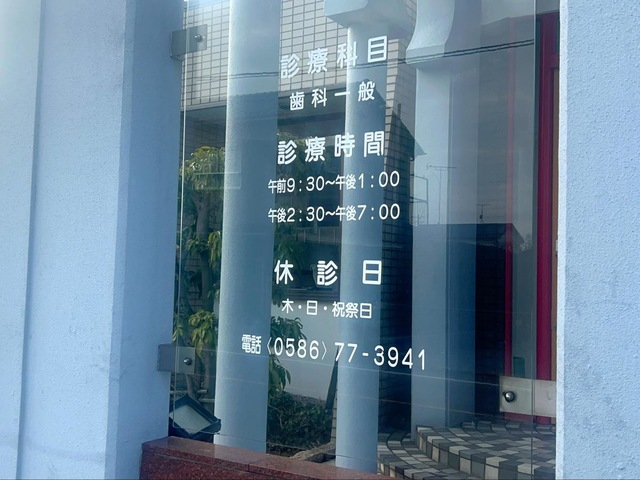 診療科目
歯科一般
診療時間
午前9:30〜午後1:00
午後2:30〜午後7:00
休診日
木・日・祝祭日
電話〈0586〉77-3941